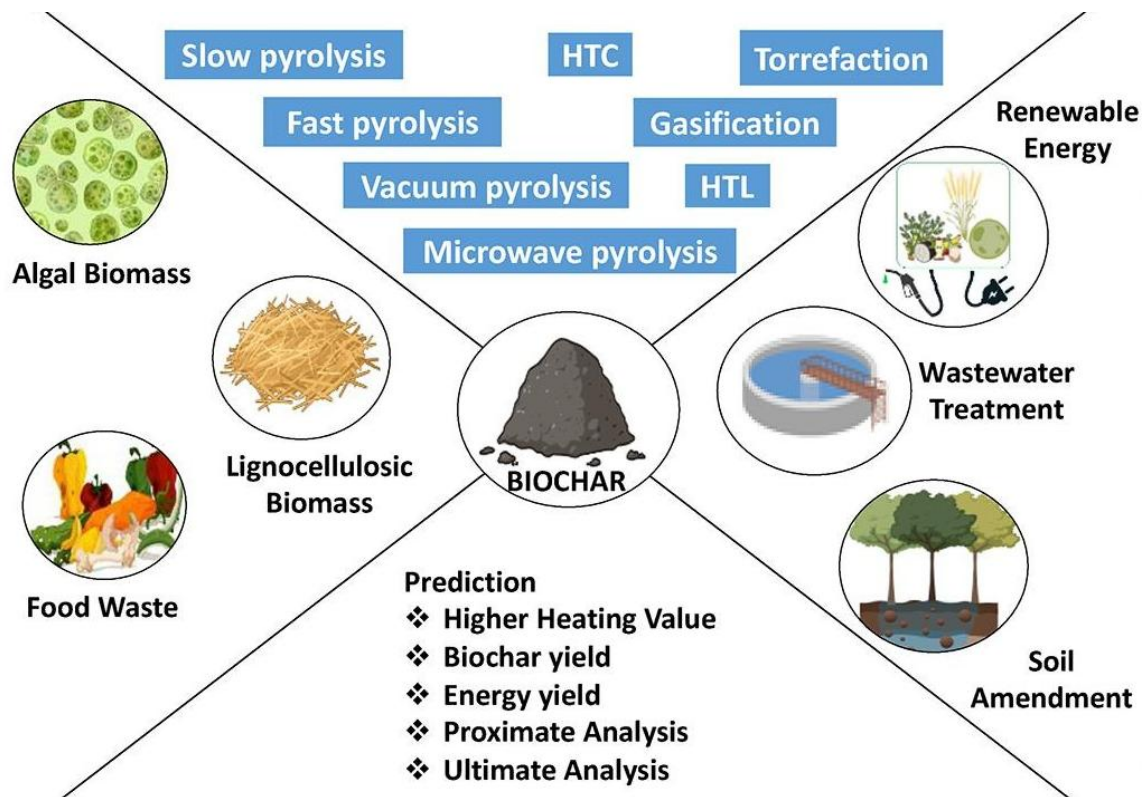 Slow pyrolysis
HTC
Torrefaction
Fast pyrolysis
Gasification
Vacuum pyrolysis
HTL
Microwave pyrolysis
Algal Biomass
Lignocellulosic
Biomass
Food Waste
BIOCHAR
Renewable
Energy
Wastewater
Treatment
Soil
Amendment
Prediction
❖ Higher Heating Value
❖ Biochar yield
❖ Energy yield
❖ Proximate Analysis
❖ Ultimate Analysis